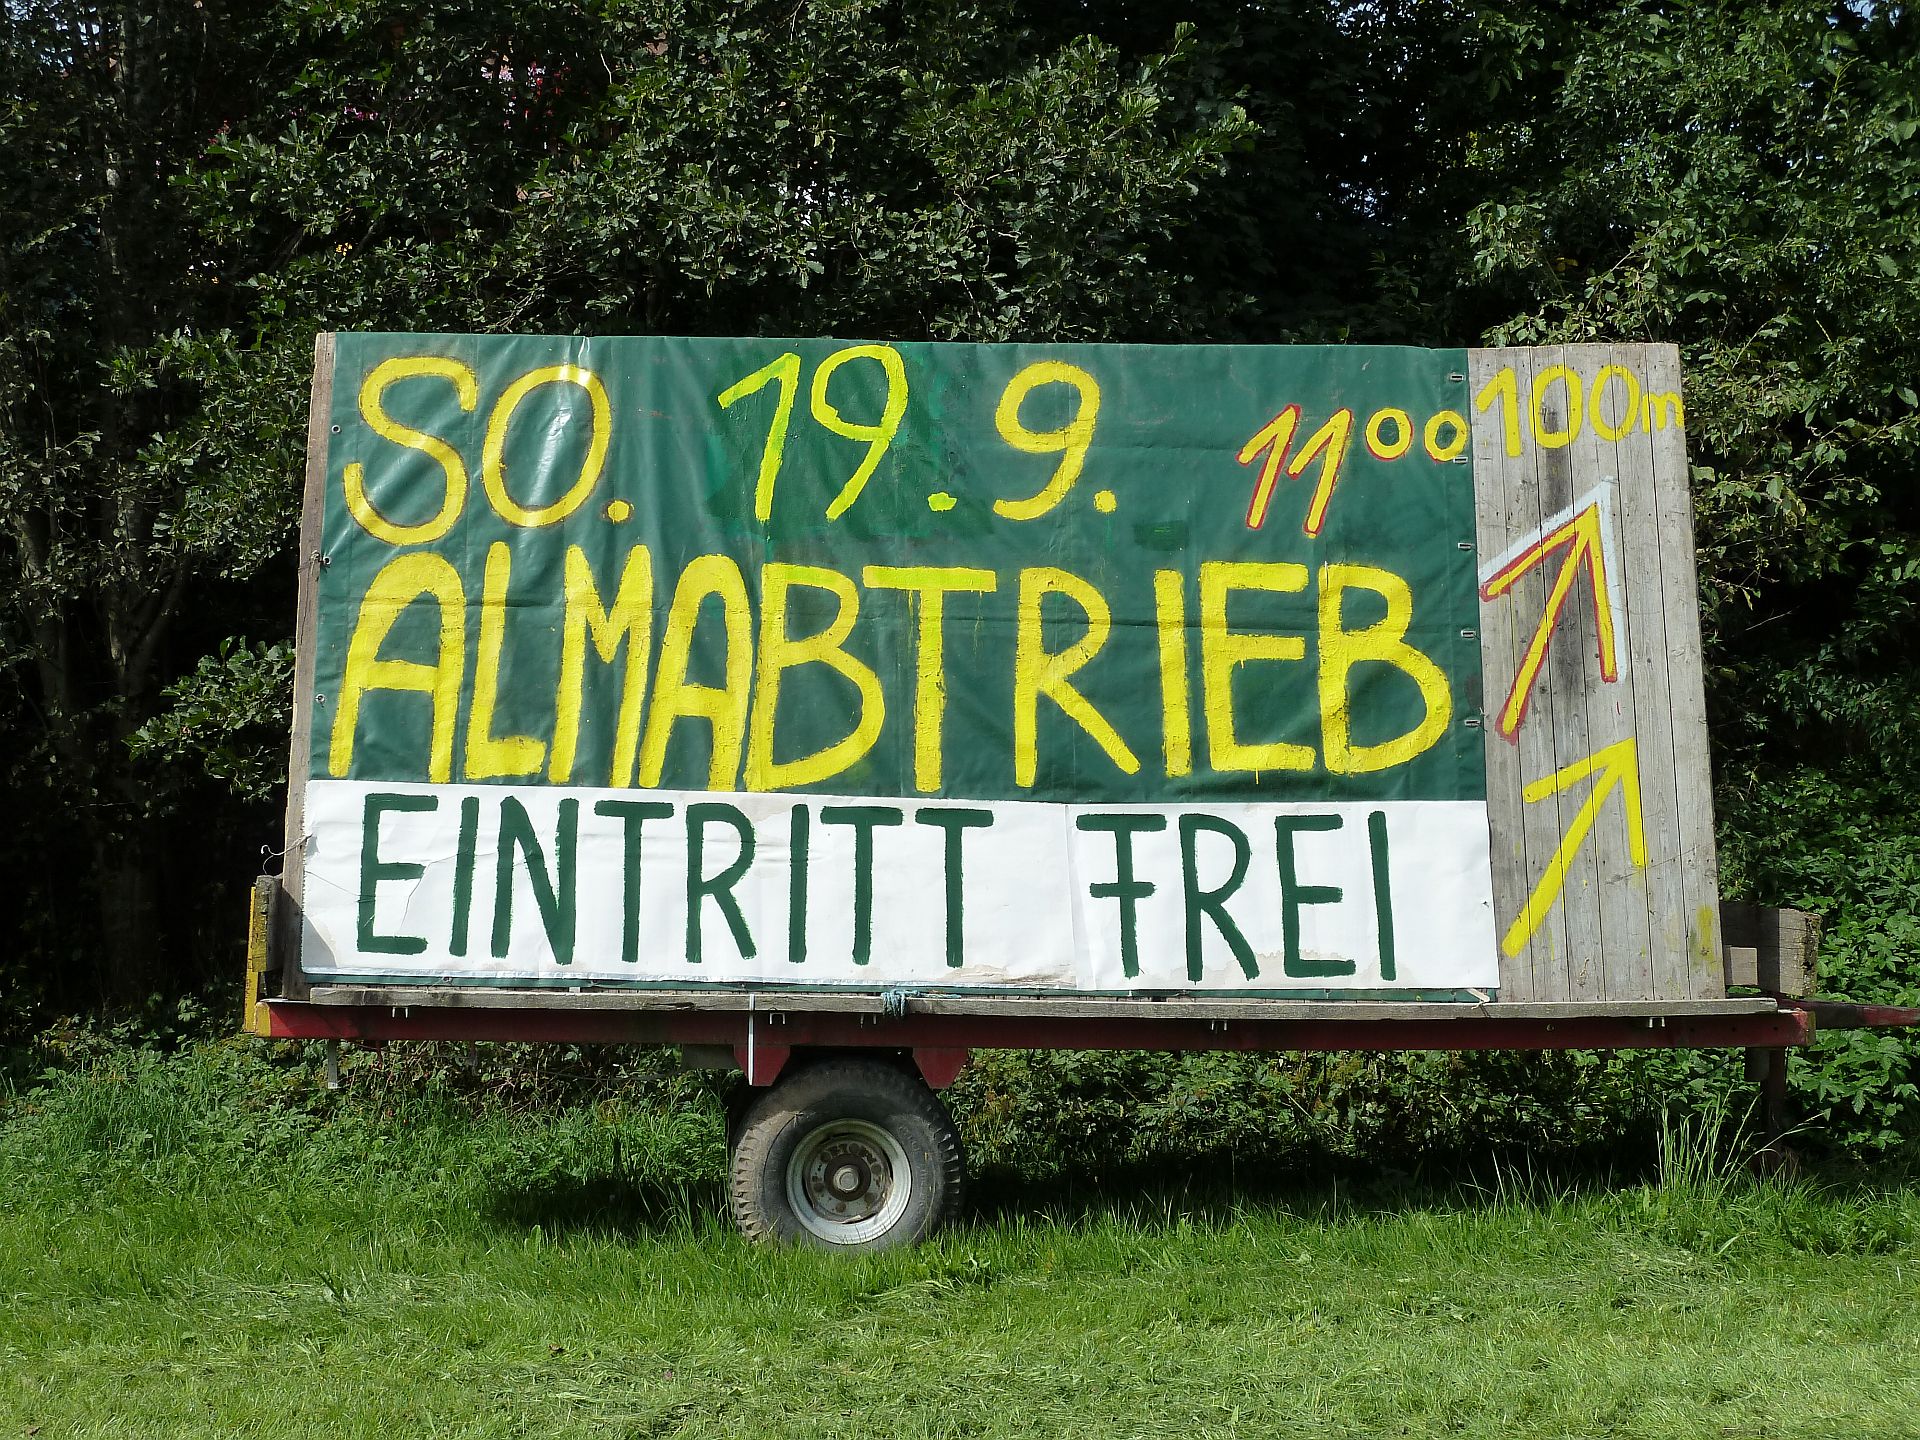 SO. 19. 9. 11⁰⁰ 100m
ALMABTRIEB
EINTRITT FREI